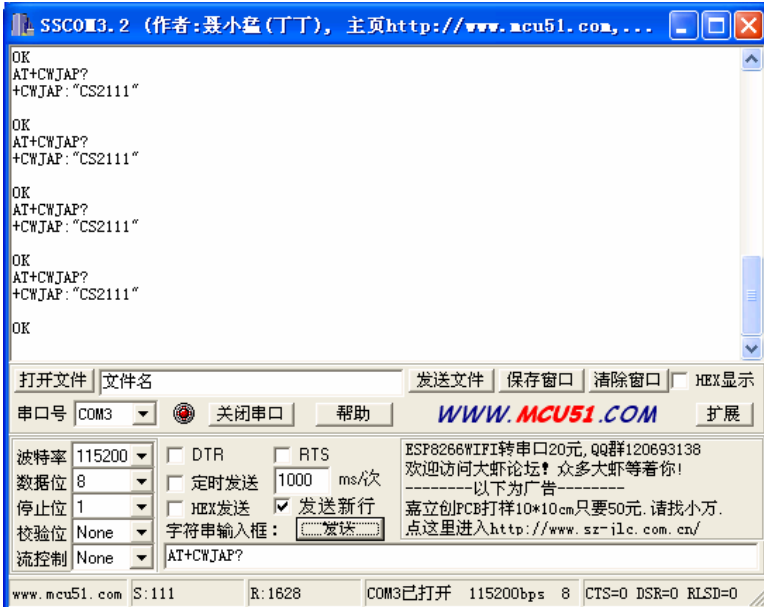 SSCOM3.2 (作者:聂小猛(丁丁), 主页http://www.mcu51.com,...
OK
AT+CWJAP?
+CWJAP:"CS2111"
OK
AT+CWJAP?
+CWJAP:"CS2111"
OK
AT+CWJAP?
+CWJAP:"CS2111"
OK
AT+CWJAP?
+CWJAP:"CS2111"
OK
打开文件 文件名 发送文件 保存窗口 清除窗口 HEX显示
串口号 COM3 关闭串口 帮助 WWW.MCU51.COM 扩展
波特率 115200 DTR RTS
数据位 8 定时发送 1000 ms/次
停止位 1 HEX发送 发送新行
校验位 None 字符串输入框: 发送
流控制 None AT+CWJAP?
ESP8266WIFI转串口20元,QQ群120693138
欢迎访问大虾论坛! 众多大虾等着你!
--------以下为广告--------
嘉立创PCB打样10*10cm只要50元.请找小万.
点这里进入http://www.sz-jlc.com.cn/
www.mcu51.com S:111 R:1628 COM3已打开 115200bps 8 CTS=0 DSR=0 RLSD=0